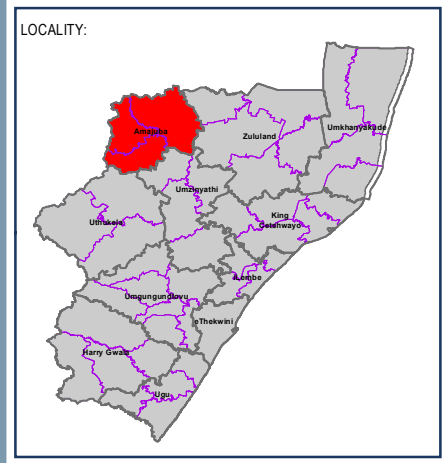 LOCALITY:
Amajuba
Zululand
Umkhanyakude
Umzinyathi
Uthukela
King
Cetshwayo
iLembe
Umgungundlovu
eThekwini
Harry Gwala
Ugu